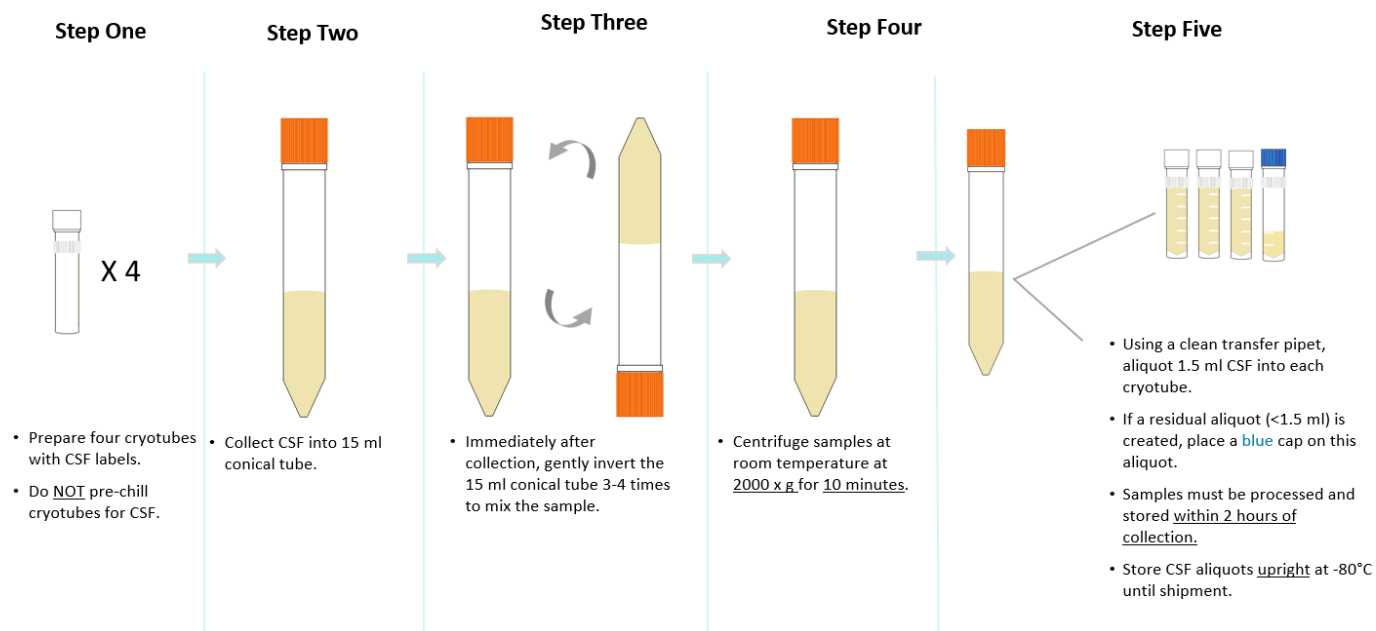 Step One
Step Two
Step Three
Step Four
Step Five
X 4
• Prepare four cryotubes
with CSF labels.
• Do NOT pre-chill
cryotubes for CSF.
• Collect CSF into 15 ml
conical tube.
• Immediately after
collection, gently invert the
15 ml conical tube 3-4 times
to mix the sample.
• Centrifuge samples at
room temperature at
2000 x g for 10 minutes.
• Using a clean transfer pipet,
aliquot 1.5 ml CSF into each
cryotube.
• If a residual aliquot (<1.5 ml) is
created, place a blue cap on this
aliquot.
• Samples must be processed and
stored within 2 hours of
collection.
• Store CSF aliquots upright at -80°C
until shipment.